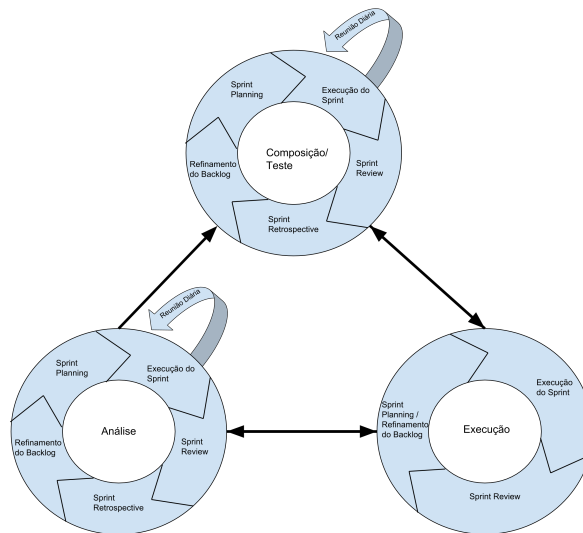 Reunião Diária
Sprint
Planning
Execução do
Sprint
Refinamento
do Backlog
Composição/
Teste
Sprint
Review
Sprint
Retrospective
Reunião Diária
Sprint
Planning
Execução do
Sprint
Refinamento
do Backlog
Análise
Sprint
Review
Sprint
Retrospective
Execução
do Sprint
Sprint
Planning /
Refinamento
do Backlog
Execução
Sprint Review